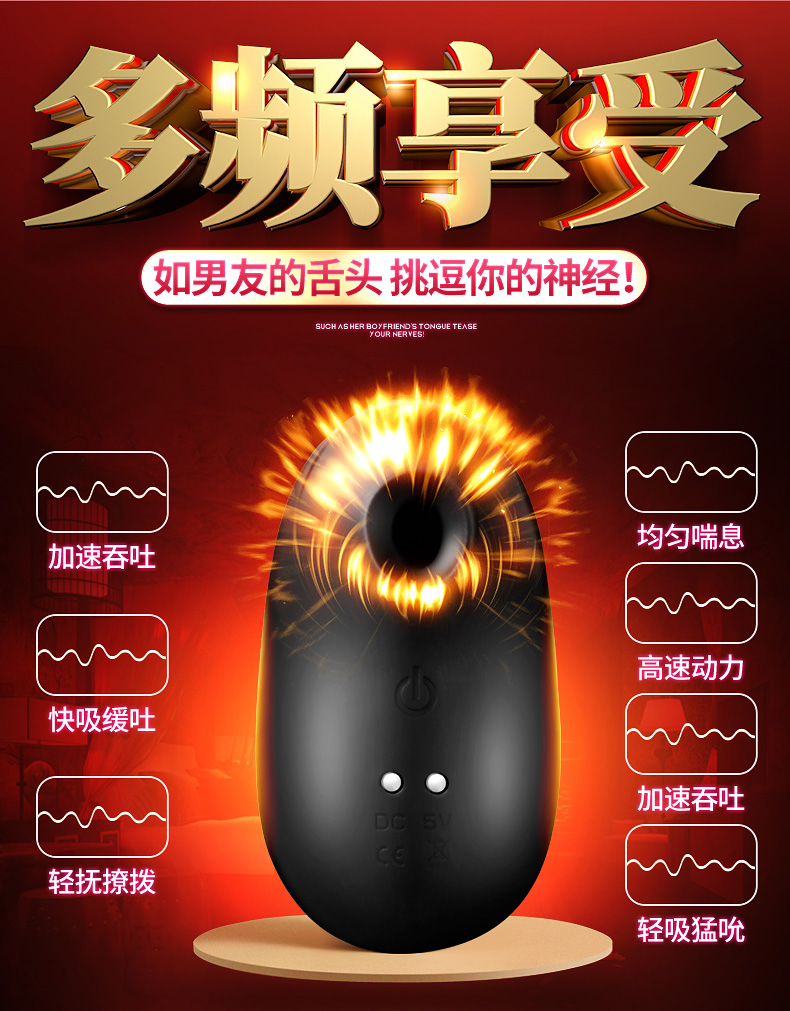 多频享受
如男友的舌头 挑逗你的神经!
SUCH AS HER BOYFRIEND'S TONGUE TEASE
YOUR NERVES!
加速吞吐
快吸缓吐
轻抚撩拨
均匀喘息
高速动力
加速吞吐
轻吸猛吮
DC 5V
CE